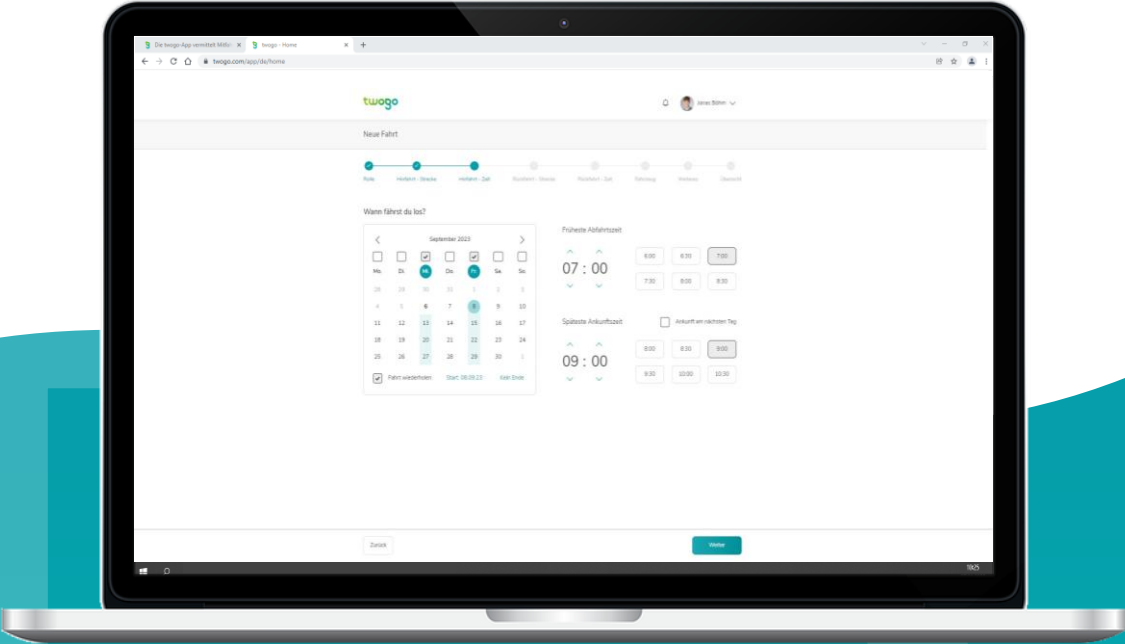 Die twogo-App vermittelt Mitfahr
twogo - Home
twogo.com/app/de/home
twogo
Jonas Böhm
Neue Fahrt
Rolle Hinfahrt - Strecke Hinfahrt - Zeit Rückfahrt - Strecke Rückfahrt - Zeit Fahrzeug Vorlieben Übersicht
Wann fährst du los?
September 2023
Mo Di Mi Do Fr Sa So
28 29 30 31 1 2 3
4 5 6 7 8 9 10
11 12 13 14 15 16 17
18 19 20 21 22 23 24
25 26 27 28 29 30 1
Fahrt wiederholen Start: 08.09.23 Kein Ende
Früheste Abfahrtszeit
07 : 00
6:00 6:30 7:00
7:30 8:00 8:30
Späteste Ankunftszeit
Ankunft am nächsten Tag
09 : 00
8:00 8:30 9:00
9:30 10:00 10:30
Zurück
Weiter
19:25